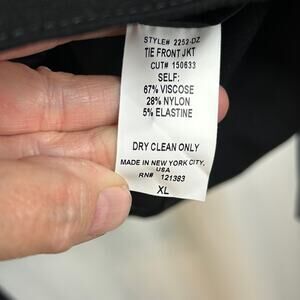 STYLE# 2252-DZ
TIE FRONT JKT
CUT# 150633
SELF:
67% VISCOSE
28% NYLON
5% ELASTINE
DRY CLEAN ONLY
MADE IN NEW YORK CITY,
USA
RN# 121383
XL